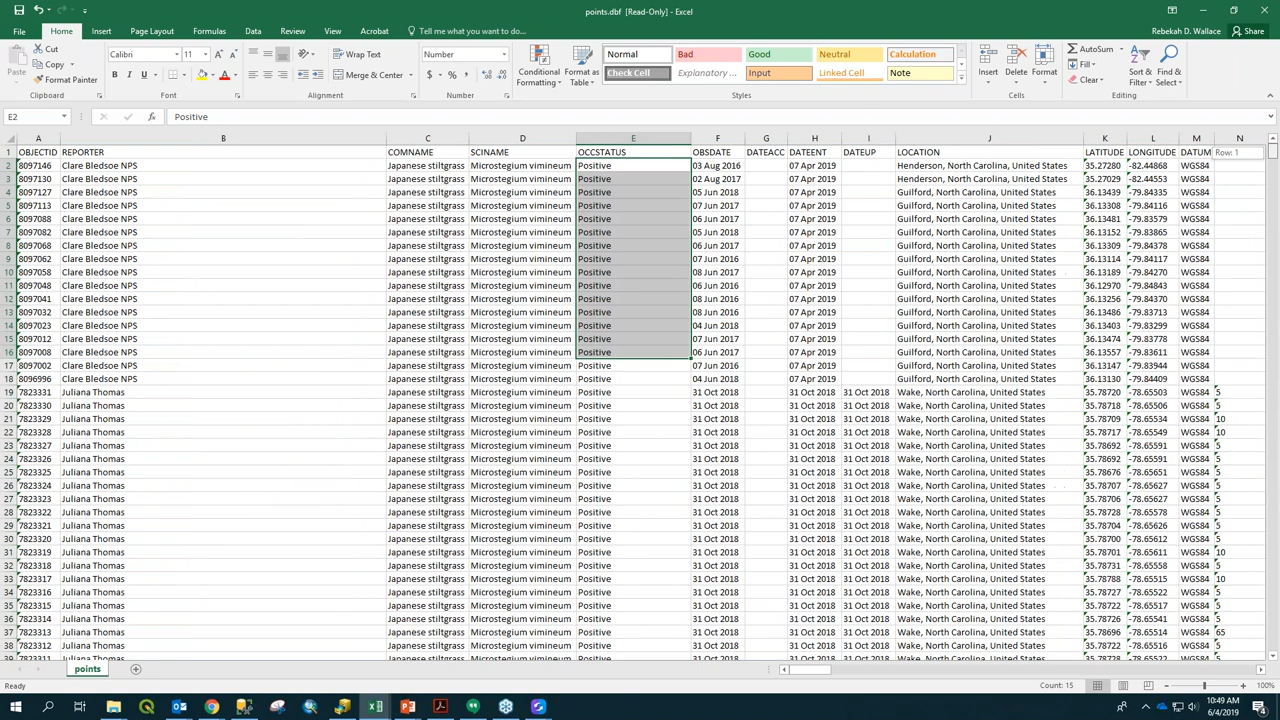 points.dbf [Read-Only] - Excel
Rebekah D. Wallace Share
File Home Insert Page Layout Formulas Data Review View Acrobat Tell me what you want to do...
Cut Calibri 11 Wrap Text Number Normal Bad Good Neutral Calculation AutoSum
Copy Fill
Paste Format Painter Merge & Center Conditional Formatting Format as Table Check Cell Explanatory ... Input Linked Cell Note Insert Delete Format Clear Sort & Filter Find & Select
Clipboard Font Alignment Number Styles Cells Editing
E2 Positive
A B C D E F G H I J K L M N
1 OBJECTID REPORTER COMNAME SCINAME OCCSTATUS OBSDATE DATEACC DATEENT DATEUP LOCATION LATITUDE LONGITUDE DATUM Row: 1
2 8097146 Clare Bledsoe NPS Japanese stiltgrass Microstegium vimineum Positive 03 Aug 2016 07 Apr 2019 Henderson, North Carolina, United States 35.27280 -82.44868 WGS84
3 8097130 Clare Bledsoe NPS Japanese stiltgrass Microstegium vimineum Positive 02 Aug 2017 07 Apr 2019 Henderson, North Carolina, United States 35.27029 -82.44553 WGS84
4 8097127 Clare Bledsoe NPS Japanese stiltgrass Microstegium vimineum Positive 05 Jun 2018 07 Apr 2019 Guilford, North Carolina, United States 36.13439 -79.84335 WGS84
5 8097113 Clare Bledsoe NPS Japanese stiltgrass Microstegium vimineum Positive 07 Jun 2017 07 Apr 2019 Guilford, North Carolina, United States 36.13308 -79.84116 WGS84
6 8097088 Clare Bledsoe NPS Japanese stiltgrass Microstegium vimineum Positive 06 Jun 2017 07 Apr 2019 Guilford, North Carolina, United States 36.13481 -79.83579 WGS84
7 8097082 Clare Bledsoe NPS Japanese stiltgrass Microstegium vimineum Positive 05 Jun 2018 07 Apr 2019 Guilford, North Carolina, United States 36.13152 -79.83865 WGS84
8 8097068 Clare Bledsoe NPS Japanese stiltgrass Microstegium vimineum Positive 06 Jun 2017 07 Apr 2019 Guilford, North Carolina, United States 36.13309 -79.84378 WGS84
9 8097062 Clare Bledsoe NPS Japanese stiltgrass Microstegium vimineum Positive 07 Jun 2016 07 Apr 2019 Guilford, North Carolina, United States 36.13114 -79.84117 WGS84
10 8097058 Clare Bledsoe NPS Japanese stiltgrass Microstegium vimineum Positive 08 Jun 2017 07 Apr 2019 Guilford, North Carolina, United States 36.13189 -79.84270 WGS84
11 8097048 Clare Bledsoe NPS Japanese stiltgrass Microstegium vimineum Positive 06 Jun 2016 07 Apr 2019 Guilford, North Carolina, United States 36.12970 -79.84348 WGS84
12 8097041 Clare Bledsoe NPS Japanese stiltgrass Microstegium vimineum Positive 08 Jun 2016 07 Apr 2019 Guilford, North Carolina, United States 36.13256 -79.84370 WGS84
13 8097032 Clare Bledsoe NPS Japanese stiltgrass Microstegium vimineum Positive 08 Jun 2016 07 Apr 2019 Guilford, North Carolina, United States 36.13486 -79.83713 WGS84
14 8097023 Clare Bledsoe NPS Japanese stiltgrass Microstegium vimineum Positive 04 Jun 2018 07 Apr 2019 Guilford, North Carolina, United States 36.13403 -79.83299 WGS84
15 8097012 Clare Bledsoe NPS Japanese stiltgrass Microstegium vimineum Positive 06 Jun 2017 07 Apr 2019 Guilford, North Carolina, United States 36.13474 -79.83778 WGS84
16 8097008 Clare Bledsoe NPS Japanese stiltgrass Microstegium vimineum Positive 06 Jun 2017 07 Apr 2019 Guilford, North Carolina, United States 36.13557 -79.83611 WGS84
17 8097002 Clare Bledsoe NPS Japanese stiltgrass Microstegium vimineum Positive 07 Jun 2016 07 Apr 2019 Guilford, North Carolina, United States 36.13147 -79.83944 WGS84
18 8096996 Clare Bledsoe NPS Japanese stiltgrass Microstegium vimineum Positive 04 Jun 2018 07 Apr 2019 Guilford, North Carolina, United States 36.13130 -79.84409 WGS84
19 7823331 Juliana Thomas Japanese stiltgrass Microstegium vimineum Positive 31 Oct 2018 31 Oct 2018 31 Oct 2018 Wake, North Carolina, United States 35.78720 -78.65503 WGS84 5
20 7823330 Juliana Thomas Japanese stiltgrass Microstegium vimineum Positive 31 Oct 2018 31 Oct 2018 31 Oct 2018 Wake, North Carolina, United States 35.78718 -78.65506 WGS84 5
21 7823329 Juliana Thomas Japanese stiltgrass Microstegium vimineum Positive 31 Oct 2018 31 Oct 2018 31 Oct 2018 Wake, North Carolina, United States 35.78709 -78.65534 WGS84 10
22 7823328 Juliana Thomas Japanese stiltgrass Microstegium vimineum Positive 31 Oct 2018 31 Oct 2018 31 Oct 2018 Wake, North Carolina, United States 35.78717 -78.65549 WGS84 10
23 7823327 Juliana Thomas Japanese stiltgrass Microstegium vimineum Positive 31 Oct 2018 31 Oct 2018 31 Oct 2018 Wake, North Carolina, United States 35.78692 -78.65591 WGS84 5
24 7823326 Juliana Thomas Japanese stiltgrass Microstegium vimineum Positive 31 Oct 2018 31 Oct 2018 31 Oct 2018 Wake, North Carolina, United States 35.78692 -78.65591 WGS84 5
25 7823325 Juliana Thomas Japanese stiltgrass Microstegium vimineum Positive 31 Oct 2018 31 Oct 2018 31 Oct 2018 Wake, North Carolina, United States 35.78676 -78.65651 WGS84 5
26 7823324 Juliana Thomas Japanese stiltgrass Microstegium vimineum Positive 31 Oct 2018 31 Oct 2018 31 Oct 2018 Wake, North Carolina, United States 35.78707 -78.65627 WGS84 5
27 7823323 Juliana Thomas Japanese stiltgrass Microstegium vimineum Positive 31 Oct 2018 31 Oct 2018 31 Oct 2018 Wake, North Carolina, United States 35.78706 -78.65627 WGS84 5
28 7823322 Juliana Thomas Japanese stiltgrass Microstegium vimineum Positive 31 Oct 2018 31 Oct 2018 31 Oct 2018 Wake, North Carolina, United States 35.78728 -78.65578 WGS84 5
29 7823321 Juliana Thomas Japanese stiltgrass Microstegium vimineum Positive 31 Oct 2018 31 Oct 2018 31 Oct 2018 Wake, North Carolina, United States 35.78704 -78.65626 WGS84 5
30 7823320 Juliana Thomas Japanese stiltgrass Microstegium vimineum Positive 31 Oct 2018 31 Oct 2018 31 Oct 2018 Wake, North Carolina, United States 35.78700 -78.65612 WGS84 5
31 7823319 Juliana Thomas Japanese stiltgrass Microstegium vimineum Positive 31 Oct 2018 31 Oct 2018 31 Oct 2018 Wake, North Carolina, United States 35.78701 -78.65611 WGS84 10
32 7823318 Juliana Thomas Japanese stiltgrass Microstegium vimineum Positive 31 Oct 2018 31 Oct 2018 31 Oct 2018 Wake, North Carolina, United States 35.78722 -78.65515 WGS84 5
33 7823317 Juliana Thomas Japanese stiltgrass Microstegium vimineum Positive 31 Oct 2018 31 Oct 2018 31 Oct 2018 Wake, North Carolina, United States 35.78788 -78.65515 WGS84 10
34 7823316 Juliana Thomas Japanese stiltgrass Microstegium vimineum Positive 31 Oct 2018 31 Oct 2018 31 Oct 2018 Wake, North Carolina, United States 35.78727 -78.65522 WGS84 5
35 7823315 Juliana Thomas Japanese stiltgrass Microstegium vimineum Positive 31 Oct 2018 31 Oct 2018 31 Oct 2018 Wake, North Carolina, United States 35.78722 -78.65527 WGS84 5
36 7823314 Juliana Thomas Japanese stiltgrass Microstegium vimineum Positive 31 Oct 2018 31 Oct 2018 31 Oct 2018 Wake, North Carolina, United States 35.78726 -78.65541 WGS84 5
37 7823313 Juliana Thomas Japanese stiltgrass Microstegium vimineum Positive 31 Oct 2018 31 Oct 2018 31 Oct 2018 Wake, North Carolina, United States 35.78696 -78.65514 WGS84 65
38 7823312 Juliana Thomas Japanese stiltgrass Microstegium vimineum Positive 31 Oct 2018 31 Oct 2018 31 Oct 2018 Wake, North Carolina, United States 35.78728 -78.65528 WGS84 5
points
Ready Count: 15 100%
10:49 AM
6/4/2019